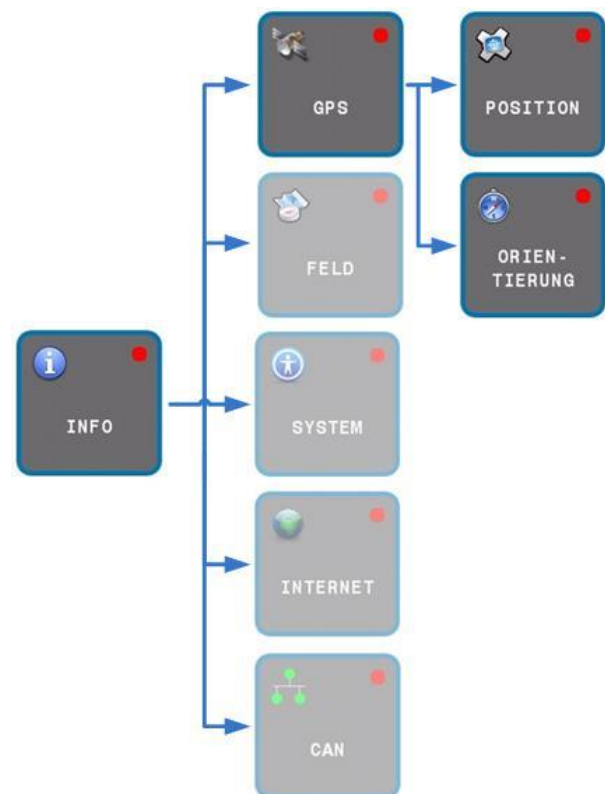 GPS
POSITION
FELD
ORIEN-
TIERUNG
INFO
SYSTEM
INTERNET
CAN